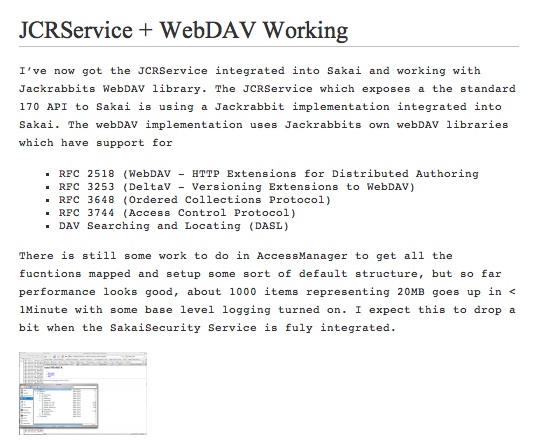 JCRService + WebDAV Working
I've now got the JCRService integrated into Sakai and working with
Jackrabbits WebDAV library. The JCRService which exposes a the standard
170 API to Sakai is using a Jackrabbit implementation integrated into
Sakai. The webDAV implementation uses Jackrabbits own webDAV libraries
which have support for
▪ RFC 2518 (WebDAV – HTTP Extensions for Distributed Authoring
▪ RFC 3253 (DeltaV – Versioning Extensions to WebDAV)
▪ RFC 3648 (Ordered Collections Protocol)
▪ RFC 3744 (Access Control Protocol)
▪ DAV Searching and Locating (DASL)
There is still some work to do in AccessManager to get all the
fucntions mapped and setup some sort of default structure, but so far
performance looks good, about 1000 items representing 20MB goes up in <
1Minute with some base level logging turned on. I expect this to drop a
bit when the SakaiSecurity Service is fuly integrated.